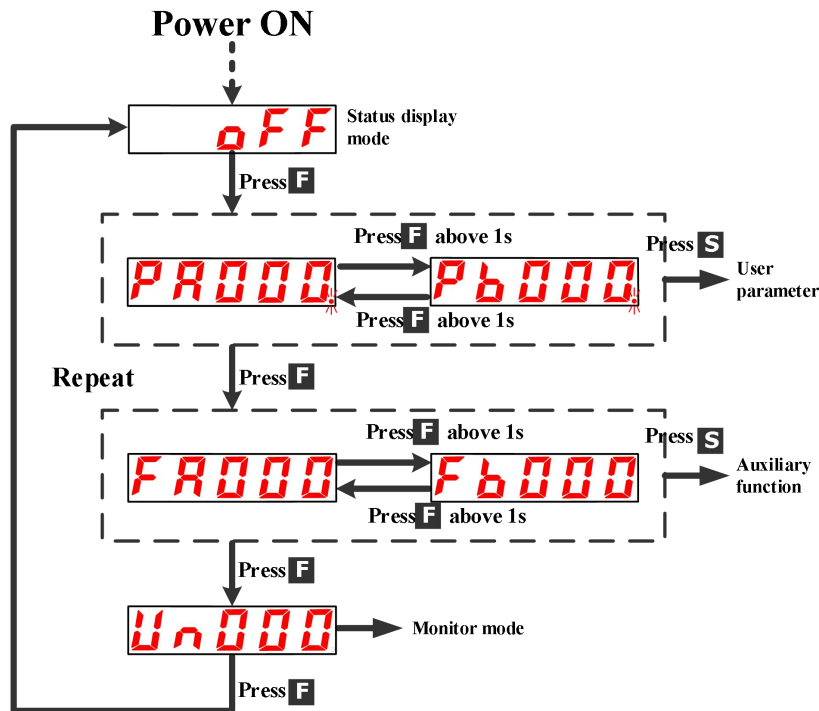 Power ON
oFF
Status display
mode
Press F
Press F above 1s
Press S
PA000.
Pb000.
User
parameter
Press F above 1s
Repeat
Press F
Press F above 1s
Press S
FA000
Fb000
Auxiliary
function
Press F above 1s
Press F
Un000
Monitor mode
Press F